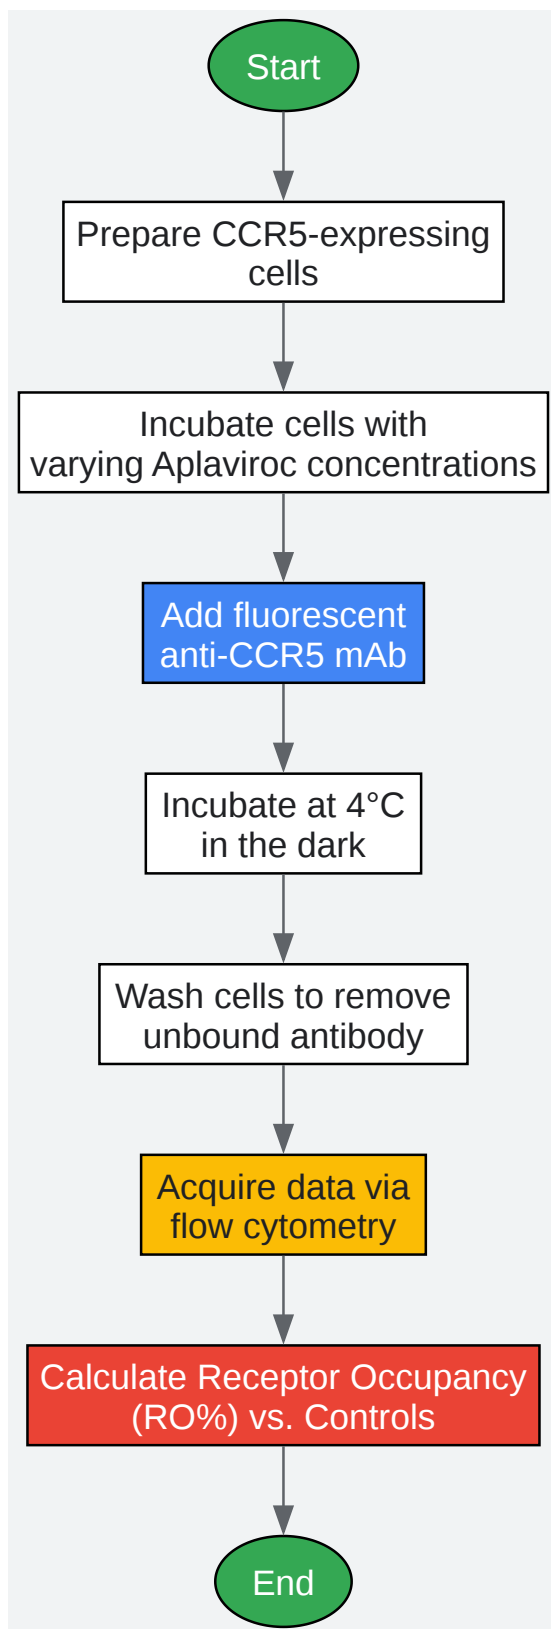 Start
Prepare CCR5-expressing
cells
Incubate cells with
varying Aplaviroc concentrations
Add fluorescent
anti-CCR5 mAb
Incubate at 4°C
in the dark
Wash cells to remove
unbound antibody
Acquire data via
flow cytometry
Calculate Receptor Occupancy
(RO%) vs. Controls
End